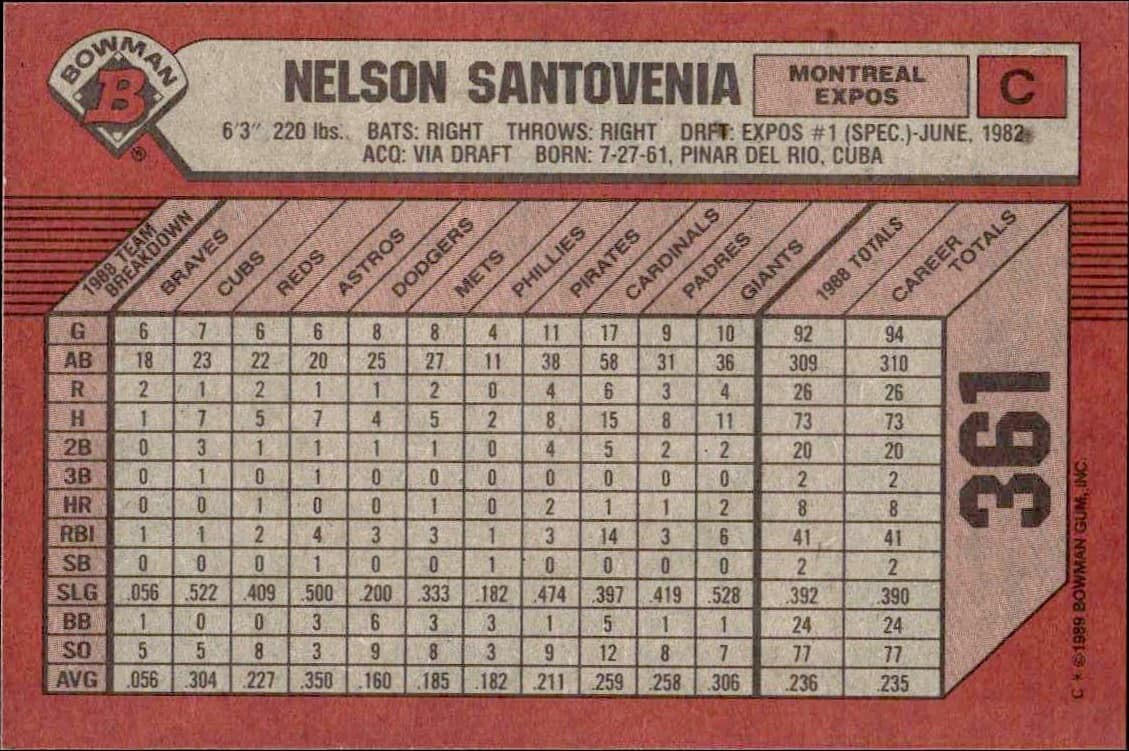 BOWMAN
B
®
NELSON SANTOVENIA
MONTREAL
EXPOS
C
6'3" 220 lbs. BATS: RIGHT THROWS: RIGHT DRFT: EXPOS #1 (SPEC.)-JUNE, 1982
ACQ: VIA DRAFT BORN: 7-27-61, PINAR DEL RIO, CUBA
1988 TEAM BREAKDOWN BRAVES CUBS REDS ASTROS DODGERS METS PHILLIES PIRATES CARDINALS PADRES GIANTS 1988 TOTALS CAREER TOTALS
G 6 7 6 6 8 8 4 11 17 9 10 92 94
AB 18 23 22 20 25 27 11 38 58 31 36 309 310
R 2 1 2 1 1 2 0 4 6 3 4 26 26
H 1 7 5 7 4 5 2 8 15 8 11 73 73
2B 0 3 1 1 1 1 0 4 5 2 2 20 20
3B 0 1 0 1 0 0 0 0 0 0 0 2 2
HR 0 0 1 0 0 1 0 2 1 1 2 8 8
RBI 1 1 2 4 3 3 1 3 14 3 6 41 41
SB 0 0 0 1 0 0 1 0 0 0 0 2 2
SLG .056 .522 .409 .500 .200 .333 .182 .474 .397 .419 .528 .392 .390
BB 1 0 0 3 6 3 3 1 5 1 1 24 24
SO 5 5 8 3 9 8 3 9 12 8 7 77 77
AVG .056 .304 .227 .350 .160 .185 .182 .211 .259 .258 .306 .236 .235
361
C * © 1989 BOWMAN GUM, INC.